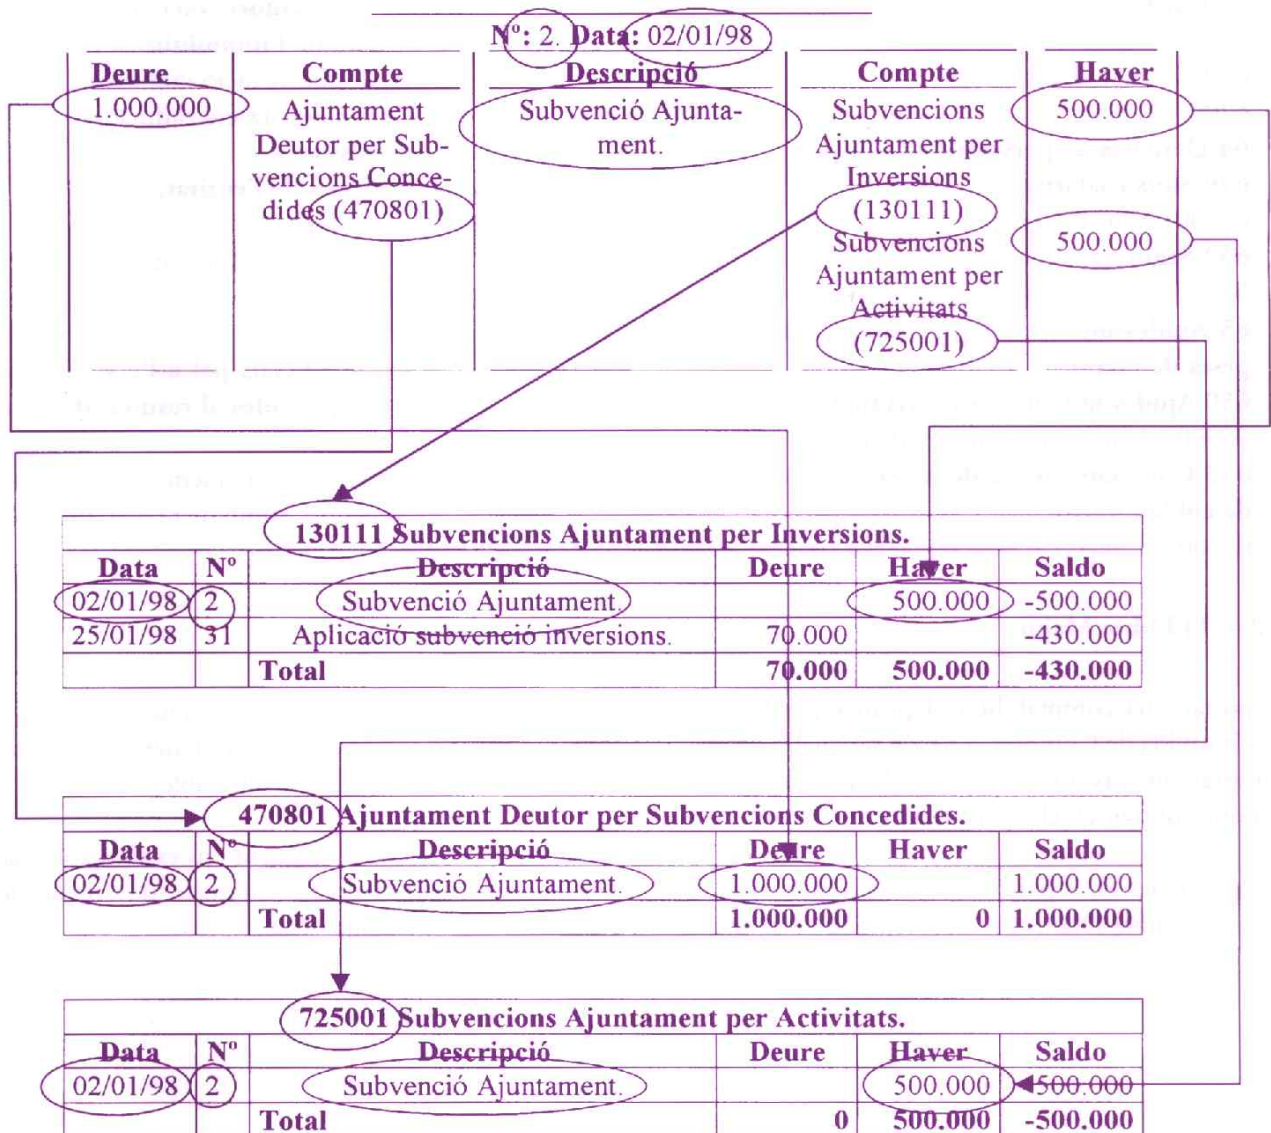 Nº: 2. Data: 02/01/98
Deure Compte Descripció Compte Haver
1.000.000 Ajuntament Subvenció Ajunta- Subvencions 500.000
Deutor per Sub- ment. Ajuntament per
vencions Conce- Inversions
dides (470801) (130111)
Subvencions 500.000
Ajuntament per
Activitats
(725001)
130111 Subvencions Ajuntament per Inversions.
Data Nº Descripció Deure Haver Saldo
02/01/98 2 Subvenció Ajuntament. 500.000 -500.000
25/01/98 31 Aplicació subvenció inversions. 70.000 -430.000
Total 70.000 500.000 -430.000
470801 Ajuntament Deutor per Subvencions Concedides.
Data Nº Descripció Deure Haver Saldo
02/01/98 2 Subvenció Ajuntament. 1.000.000 1.000.000
Total 1.000.000 0 1.000.000
725001 Subvencions Ajuntament per Activitats.
Data Nº Descripció Deure Haver Saldo
02/01/98 2 Subvenció Ajuntament. 500.000 -500.000
Total 0 500.000 -500.000